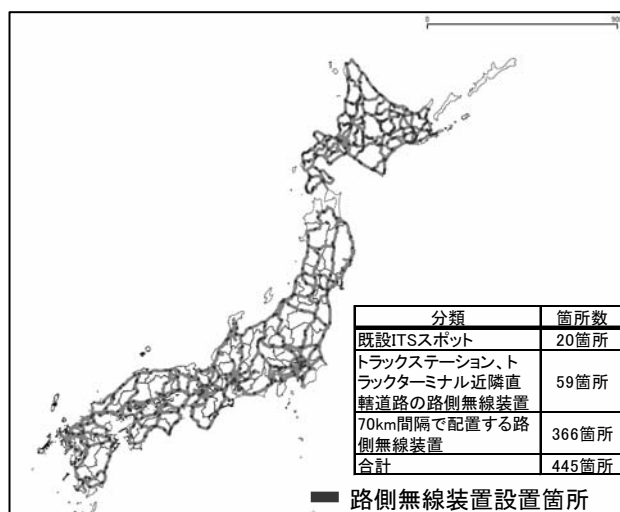 0
90
分類 箇所数
既設ITSスポット 20箇所
トラックステーション、ト
ラックターミナル近隣直
轄道路の路側無線装置 59箇所
70km間隔で配置する路
側無線装置 366箇所
合計 445箇所
路側無線装置設置箇所